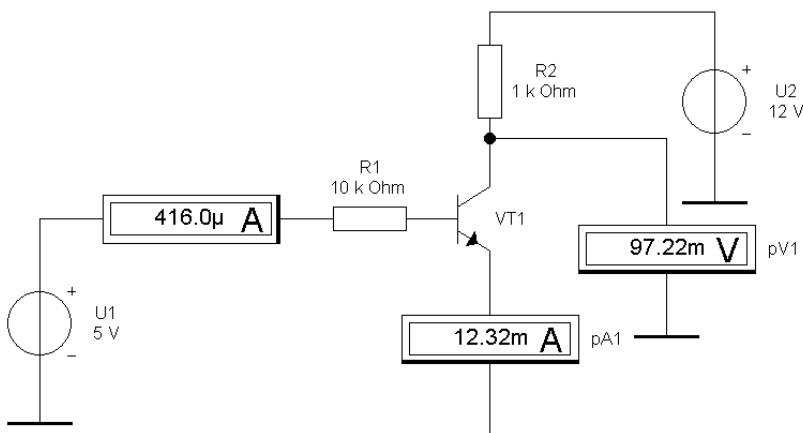 R2
1 k Ohm
+
U2
12 V
−
R1
10 k Ohm
416.0µ A
VT1
97.22m V
pV1
+
U1
5 V
−
12.32m A
pA1